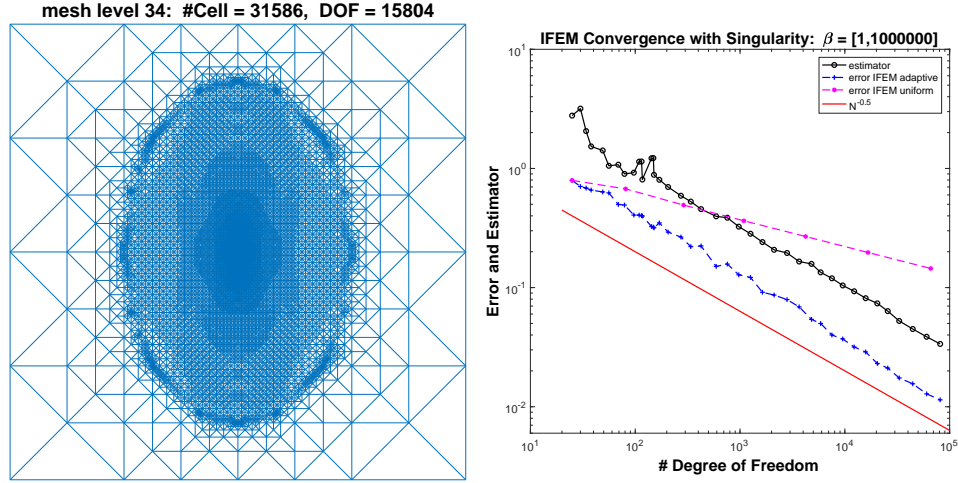 mesh level 34: #Cell = 31586, DOF = 15804
IFEM Convergence with Singularity: β = [1,1000000]
estimator
error IFEM adaptive
error IFEM uniform
N^-0.5
Error and Estimator
10^1
10^0
10^-1
10^-2
10^1
10^2
10^3
10^4
10^5
# Degree of Freedom